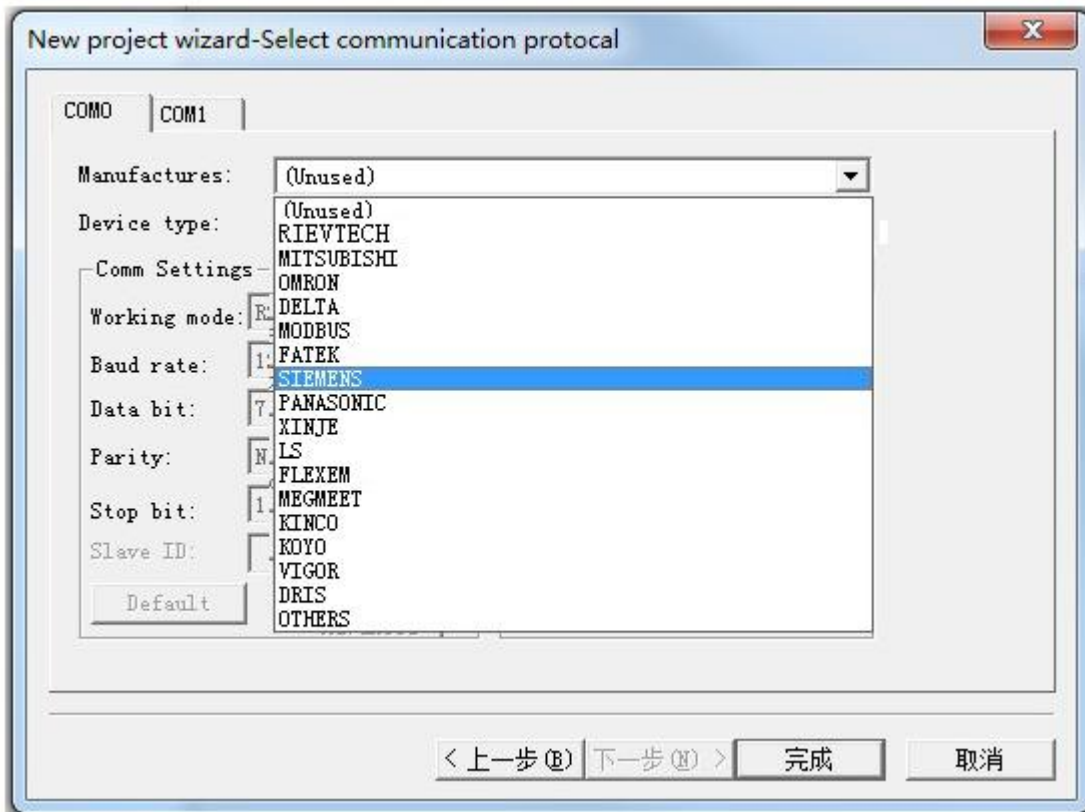 New project wizard-Select communication protocal
COM0
COM1
Manufactures:
(Unused)
Device type:
(Unused)
RIEVTECH
MITSUBISHI
OMRON
DELTA
MODBUS
FATEK
SIEMENS
PANASONIC
XINJE
LS
FLEXEM
MEGMEET
KINCO
KOYO
VIGOR
DRIS
OTHERS
Comm Settings
Working mode:
Baud rate:
Data bit:
7
Parity:
N
Stop bit:
1
Slave ID:
Default
< 上一步(B)
下一步(N) >
完成
取消